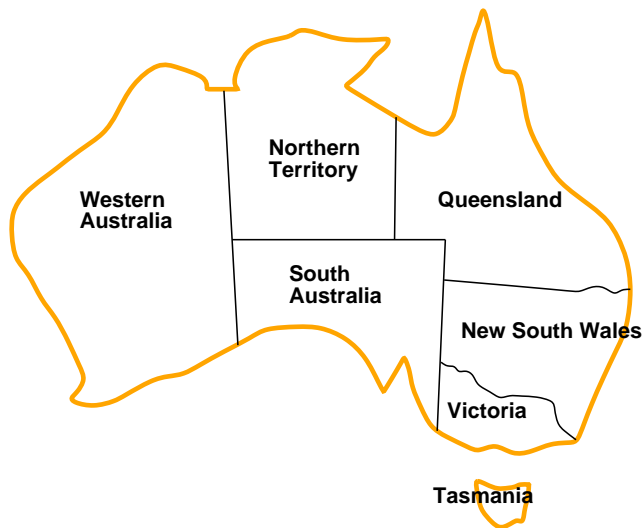 Northern
Territory
Western
Australia
Queensland
South
Australia
New South Wales
Victoria
Tasmania